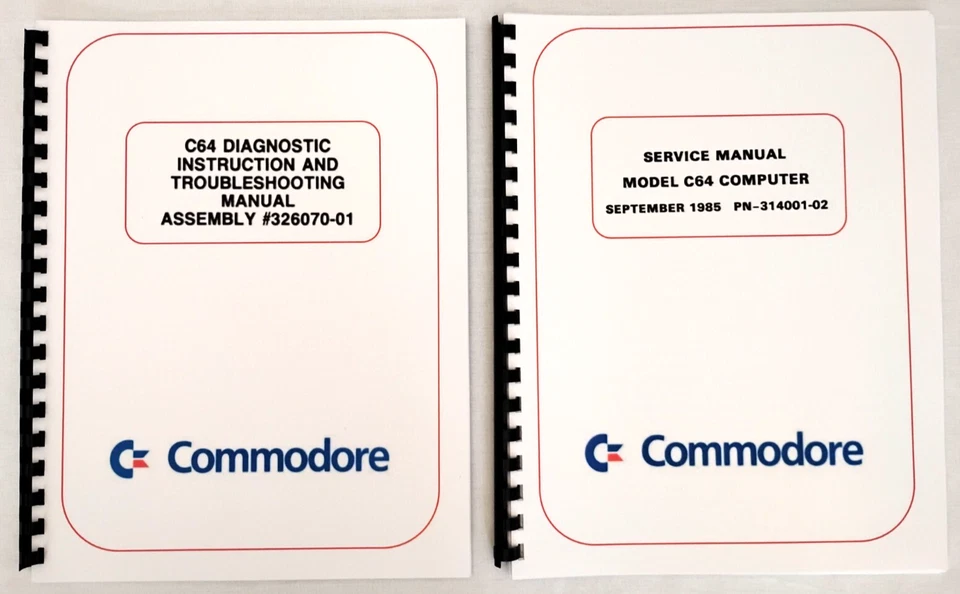 C64 DIAGNOSTIC
INSTRUCTION AND
TROUBLESHOOTING
MANUAL
ASSEMBLY #326070-01
Commodore
SERVICE MANUAL
MODEL C64 COMPUTER
SEPTEMBER 1985 PN-314001-02
Commodore